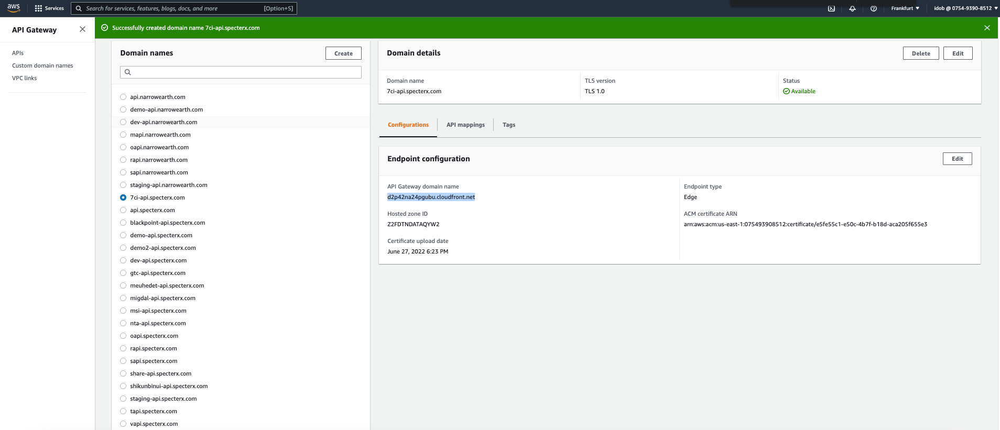 aws
Services
Search for services, features, blogs, docs, and more
[Option+S]
Frankfurt
idob @ 0754-9390-8512
API Gateway
APIs
Custom domain names
VPC links
Successfully created domain name 7ci-api.specterx.com
Domain names
Create
api.narrowearth.com
demo-api.narrowearth.com
dev-api.narrowearth.com
mapi.narrowearth.com
oapi.narrowearth.com
rapi.narrowearth.com
sapi.narrowearth.com
staging-api.narrowearth.com
7ci-api.specterx.com
api.specterx.com
blackpoint-api.specterx.com
demo-api.specterx.com
demo2-api.specterx.com
dev-api.specterx.com
gtc-api.specterx.com
meuhedet-api.specterx.com
migdal-api.specterx.com
msi-api.specterx.com
nta-api.specterx.com
oapi.specterx.com
rapi.specterx.com
sapi.specterx.com
share-api.specterx.com
shikunbinui-api.specterx.com
staging-api.specterx.com
tapi.specterx.com
vapi.specterx.com
Domain details
Delete
Edit
Domain name
7ci-api.specterx.com
TLS version
TLS 1.0
Status
Available
Configurations
API mappings
Tags
Endpoint configuration
Edit
API Gateway domain name
d2p42na24pgubu.cloudfront.net
Hosted zone ID
Z2FDTNDATAQYW2
Certificate upload date
June 27, 2022 6:23 PM
Endpoint type
Edge
ACM certificate ARN
arn:aws:acm:us-east-1:075493908512:certificate/e5fe55c1-e50c-4b7f-b18d-aca205f655e3